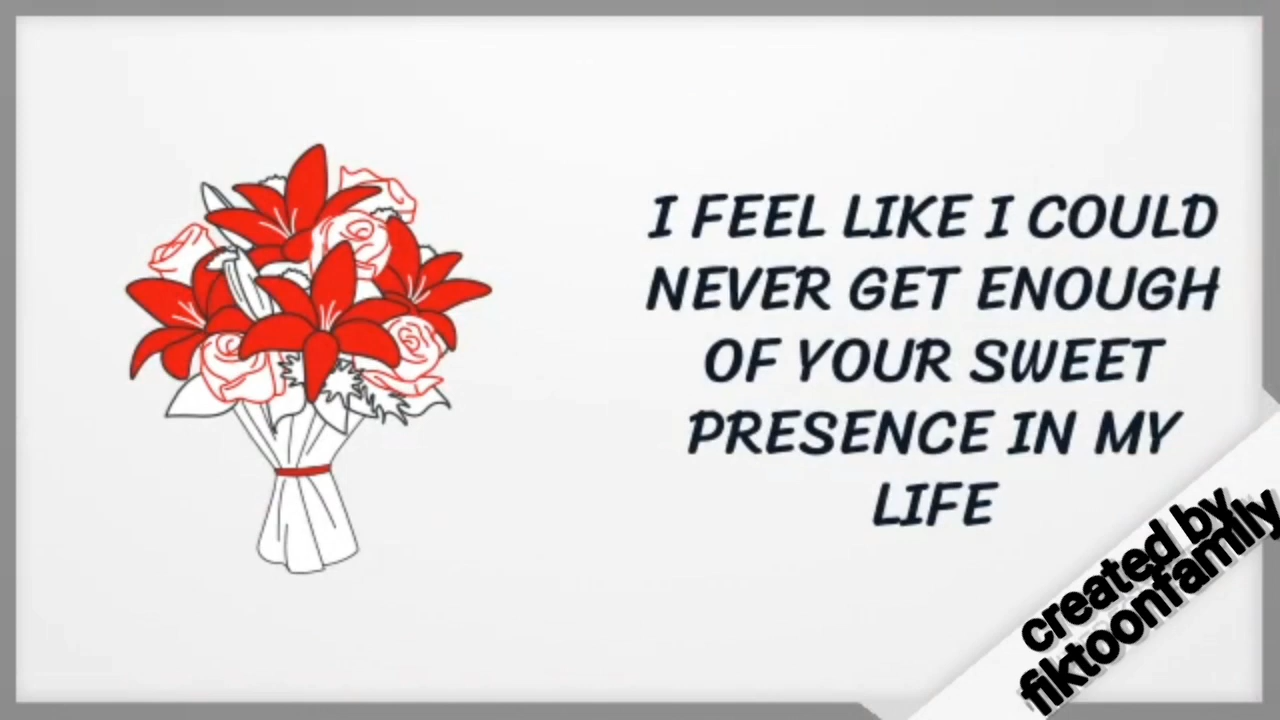 I FEEL LIKE I COULD
NEVER GET ENOUGH
OF YOUR SWEET
PRESENCE IN MY
LIFE
created by
fiktoonfamily